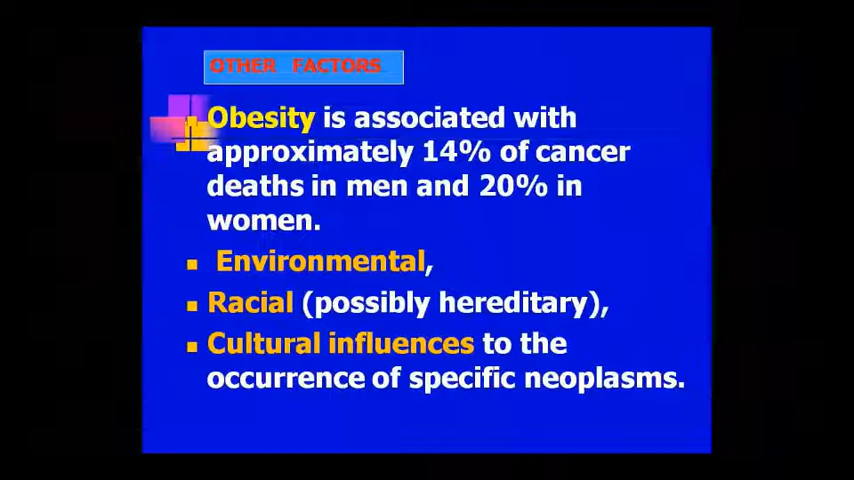 OTHER FACTORS
Obesity is associated with
approximately 14% of cancer
deaths in men and 20% in
women.
Environmental,
Racial (possibly hereditary),
Cultural influences to the
occurrence of specific neoplasms.